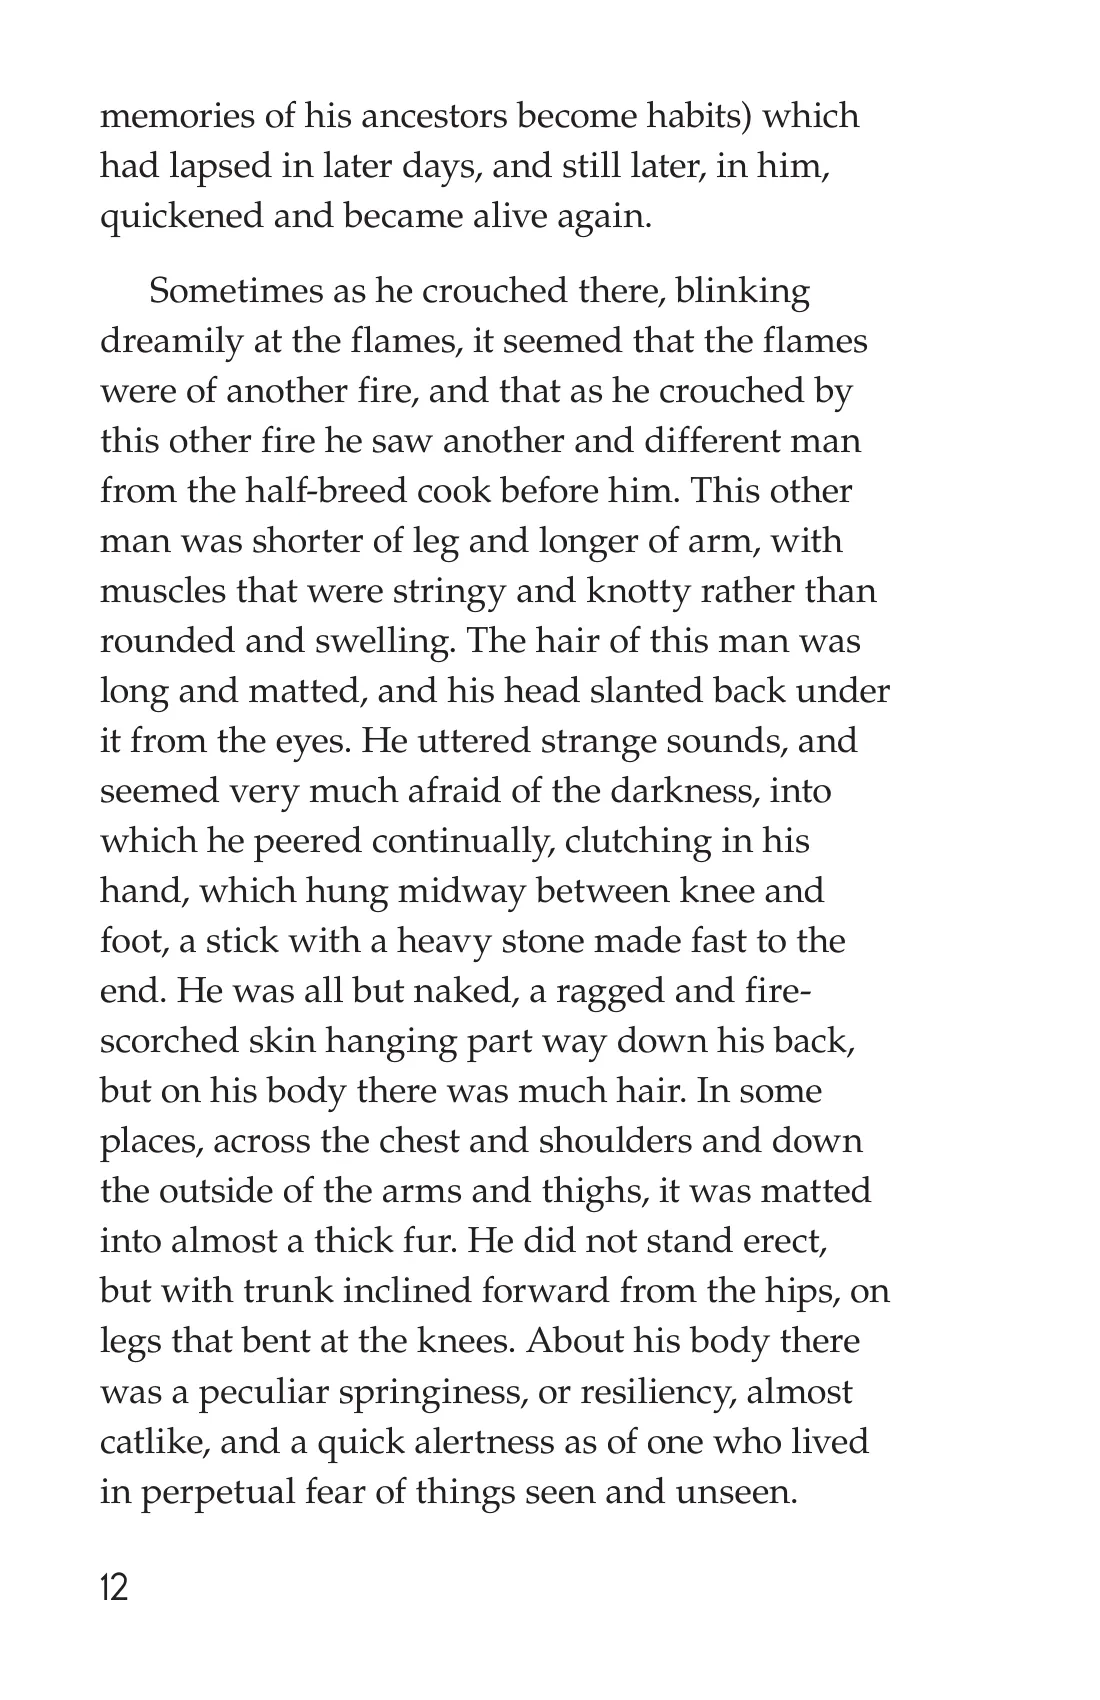 memories of his ancestors become habits) which
had lapsed in later days, and still later, in him,
quickened and became alive again.
Sometimes as he crouched there, blinking
dreamily at the flames, it seemed that the flames
were of another fire, and that as he crouched by
this other fire he saw another and different man
from the half-breed cook before him. This other
man was shorter of leg and longer of arm, with
muscles that were stringy and knotty rather than
rounded and swelling. The hair of this man was
long and matted, and his head slanted back under
it from the eyes. He uttered strange sounds, and
seemed very much afraid of the darkness, into
which he peered continually, clutching in his
hand, which hung midway between knee and
foot, a stick with a heavy stone made fast to the
end. He was all but naked, a ragged and fire-
scorched skin hanging part way down his back,
but on his body there was much hair. In some
places, across the chest and shoulders and down
the outside of the arms and thighs, it was matted
into almost a thick fur. He did not stand erect,
but with trunk inclined forward from the hips, on
legs that bent at the knees. About his body there
was a peculiar springiness, or resiliency, almost
catlike, and a quick alertness as of one who lived
in perpetual fear of things seen and unseen.
12